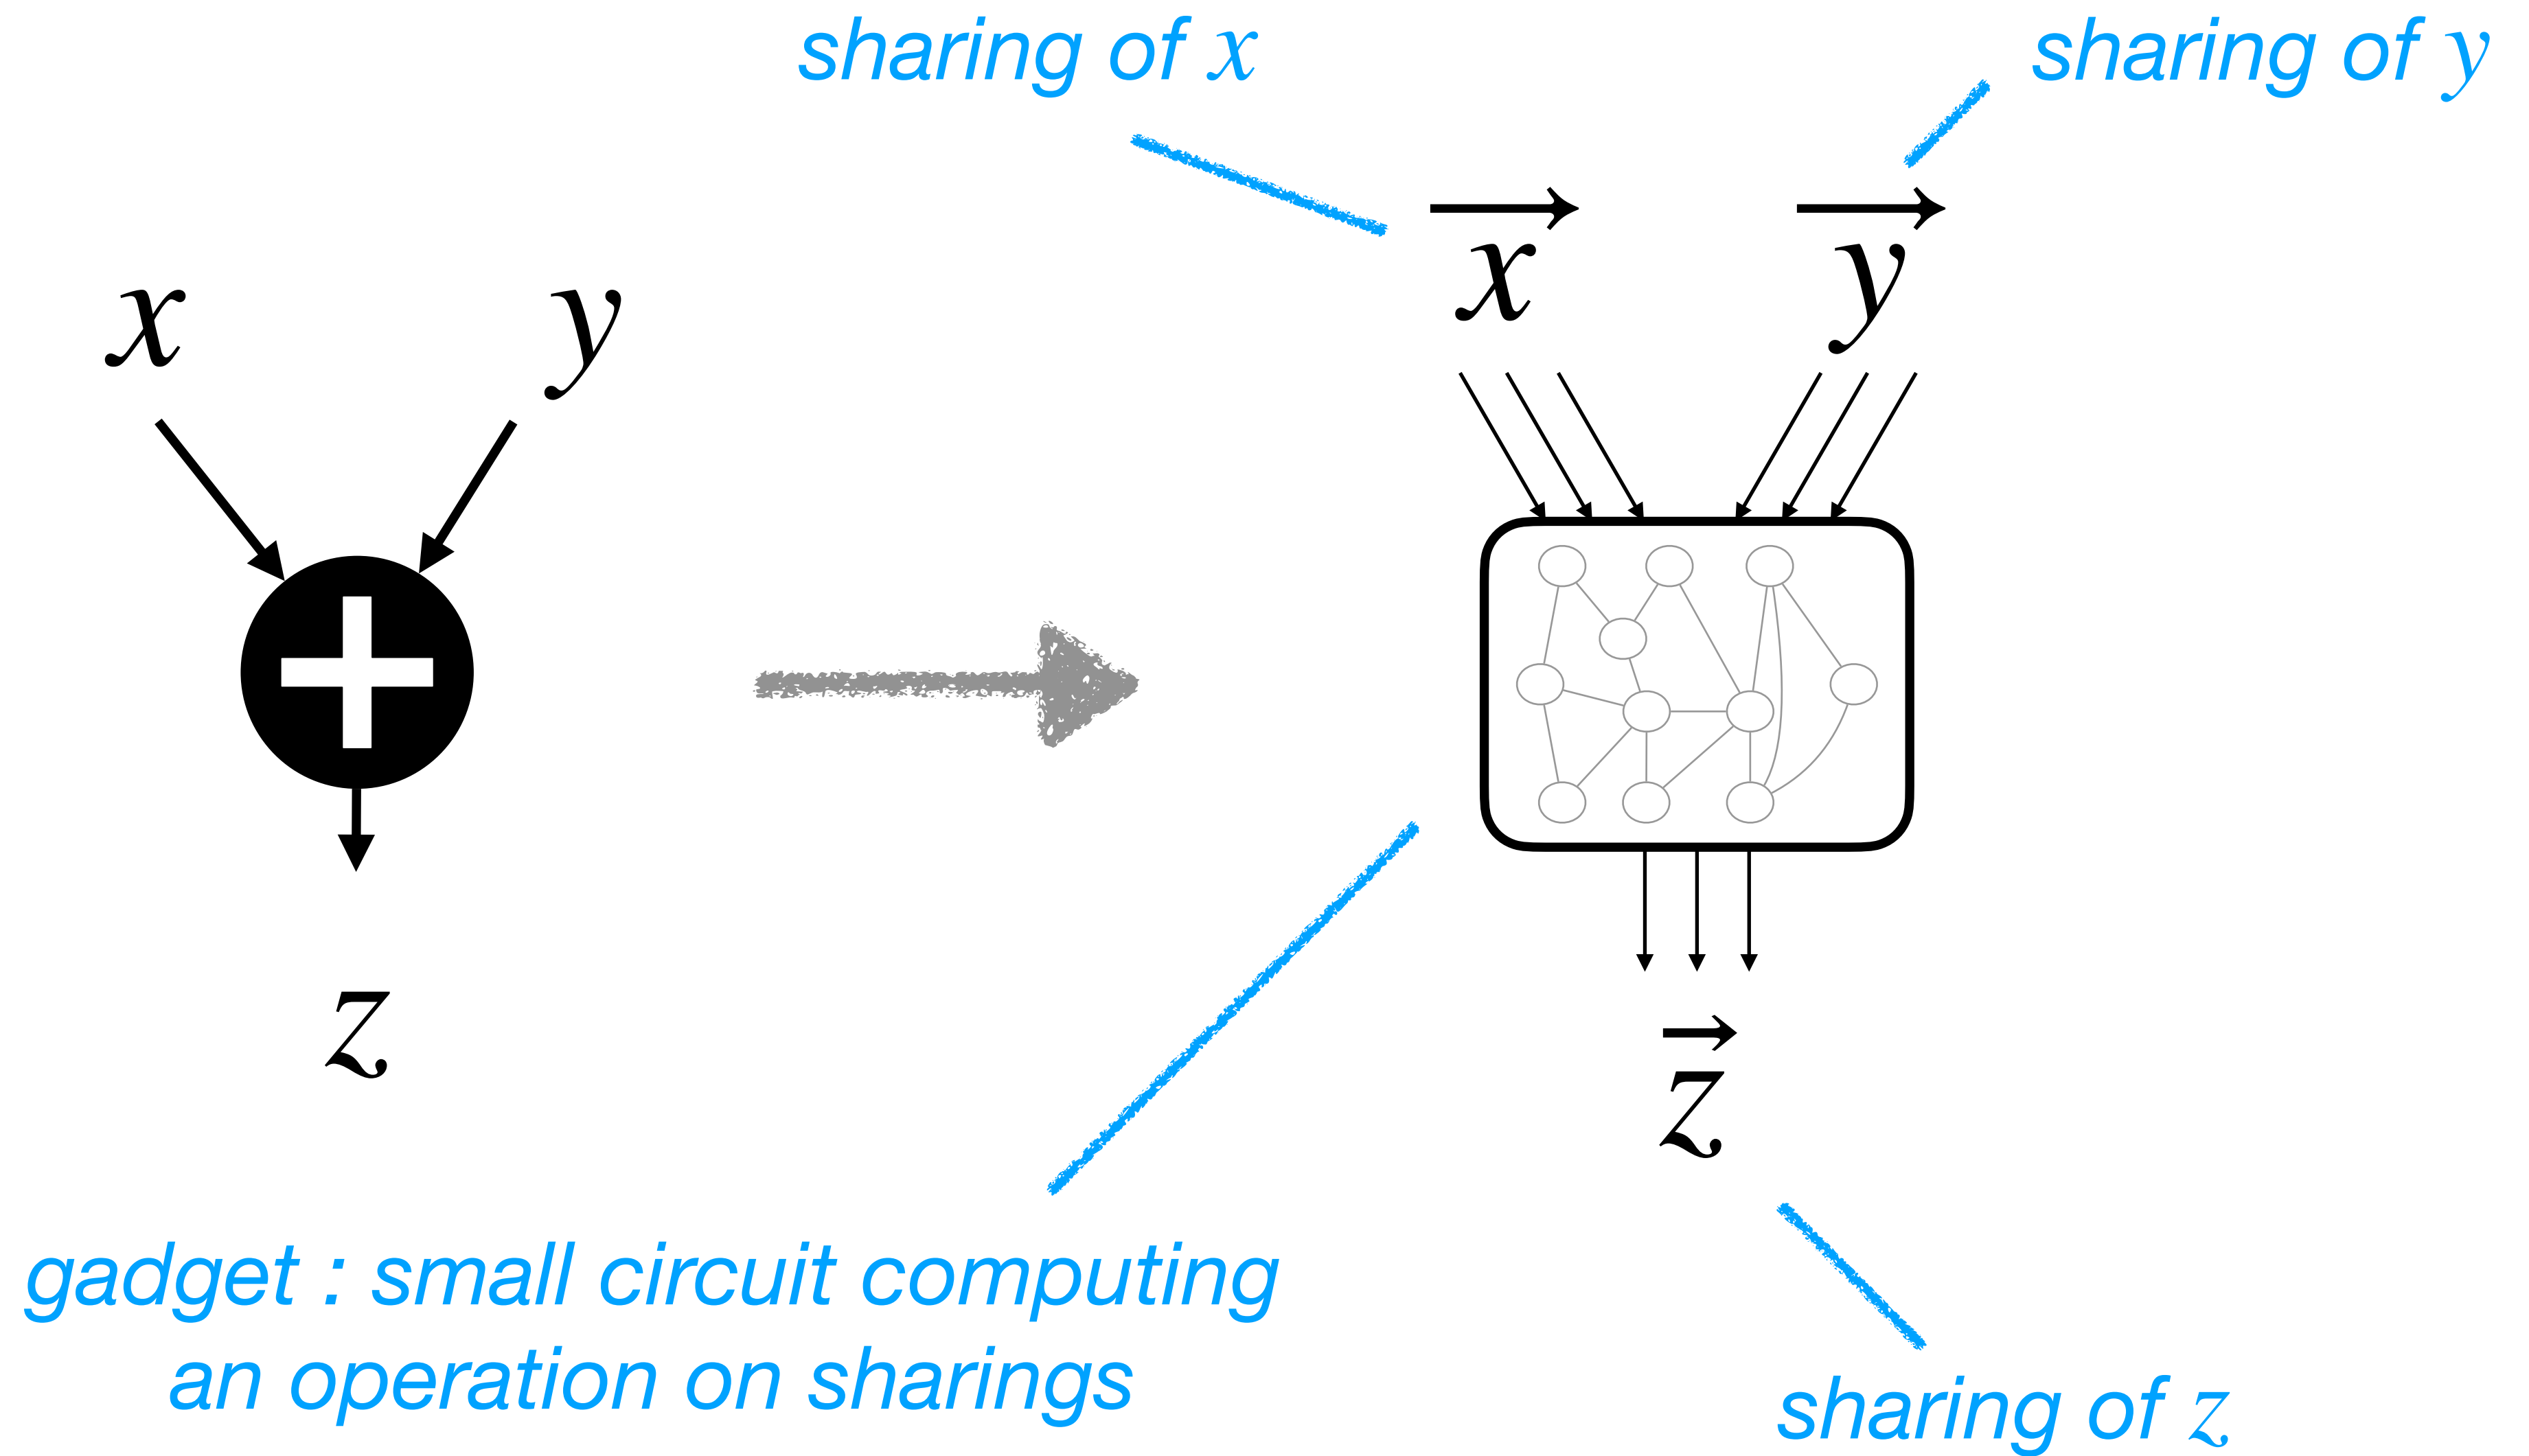 sharing of x
sharing of y
x
y
x⃗
y⃗
+
z
z⃗
gadget : small circuit computing
an operation on sharings
sharing of z